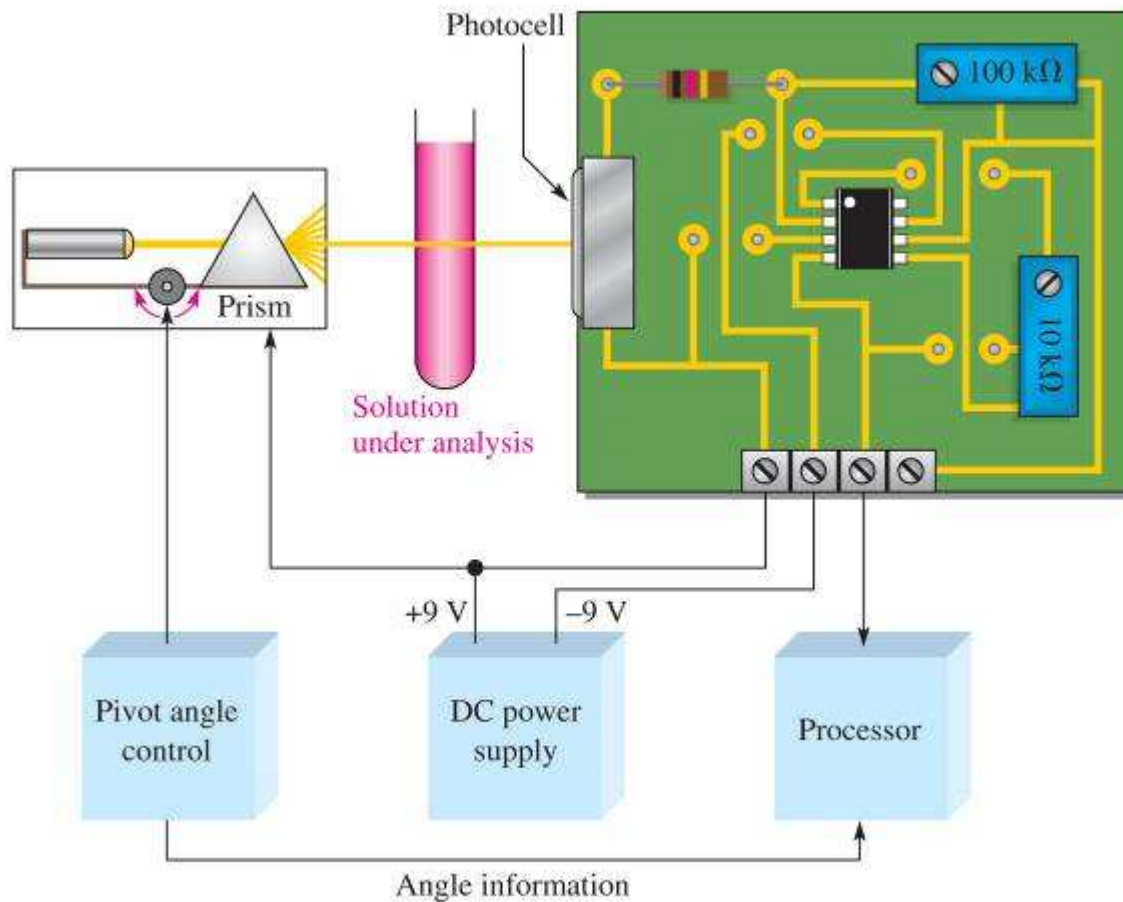 Photocell
100 kΩ
Prism
10 kΩ
Solution
under analysis
+9 V
–9 V
Pivot angle
control
DC power
supply
Processor
Angle information